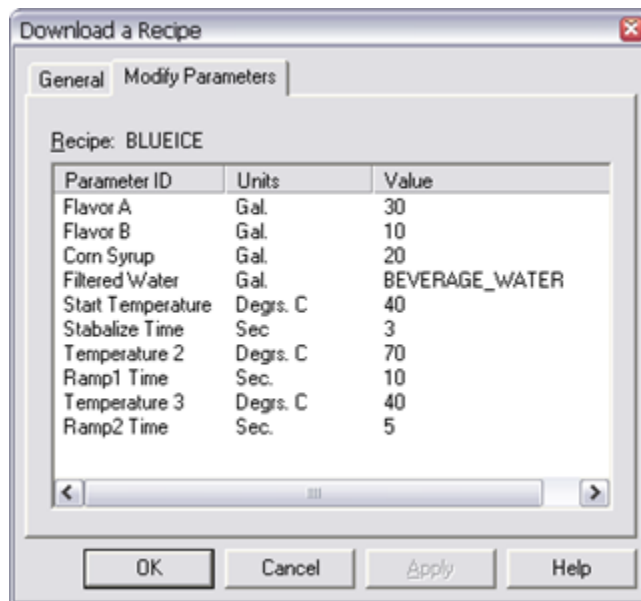 Download a Recipe
General Modify Parameters
Recipe: BLUEICE
Parameter ID Units Value
Flavor A Gal. 30
Flavor B Gal. 10
Corn Syrup Gal. 20
Filtered Water Gal. BEVERAGE_WATER
Start Temperature Degrs. C 40
Stabalize Time Sec 3
Temperature 2 Degrs. C 70
Ramp1 Time Sec. 10
Temperature 3 Degrs. C 40
Ramp2 Time Sec. 5
OK Cancel Apply Help